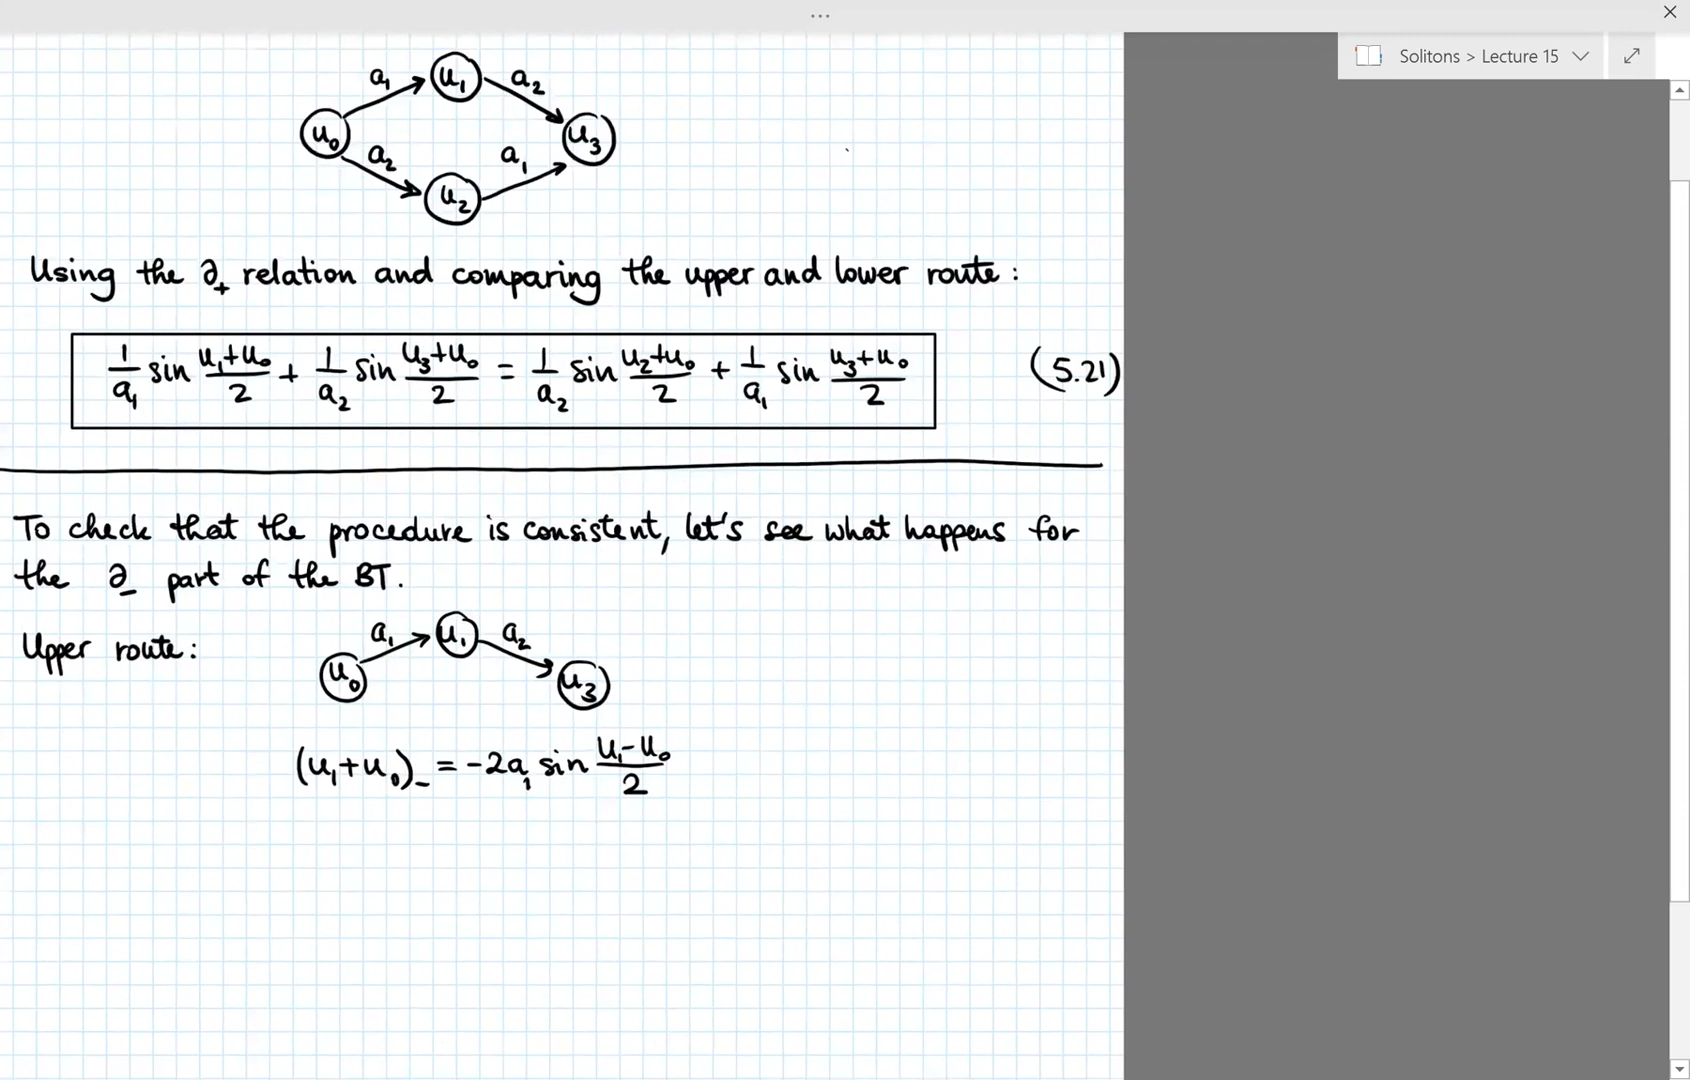 Solitons > Lecture 15
a₁ u₁ a₂
u₀ u₃
a₂ a₁
u₂
Using the ∂₊ relation and comparing the upper and lower route:
1/a₁ sin (u₁+u₀)/2 + 1/a₂ sin (u₃+u₀)/2 = 1/a₂ sin (u₂+u₀)/2 + 1/a₁ sin (u₃+u₀)/2 (5.21)
To check that the procedure is consistent, let's see what happens for
the ∂₋ part of the BT.
Upper route: u₀ a₁ u₁ a₂ u₃
(u₁+u₀)₋ = -2a₁ sin (u₁-u₀)/2